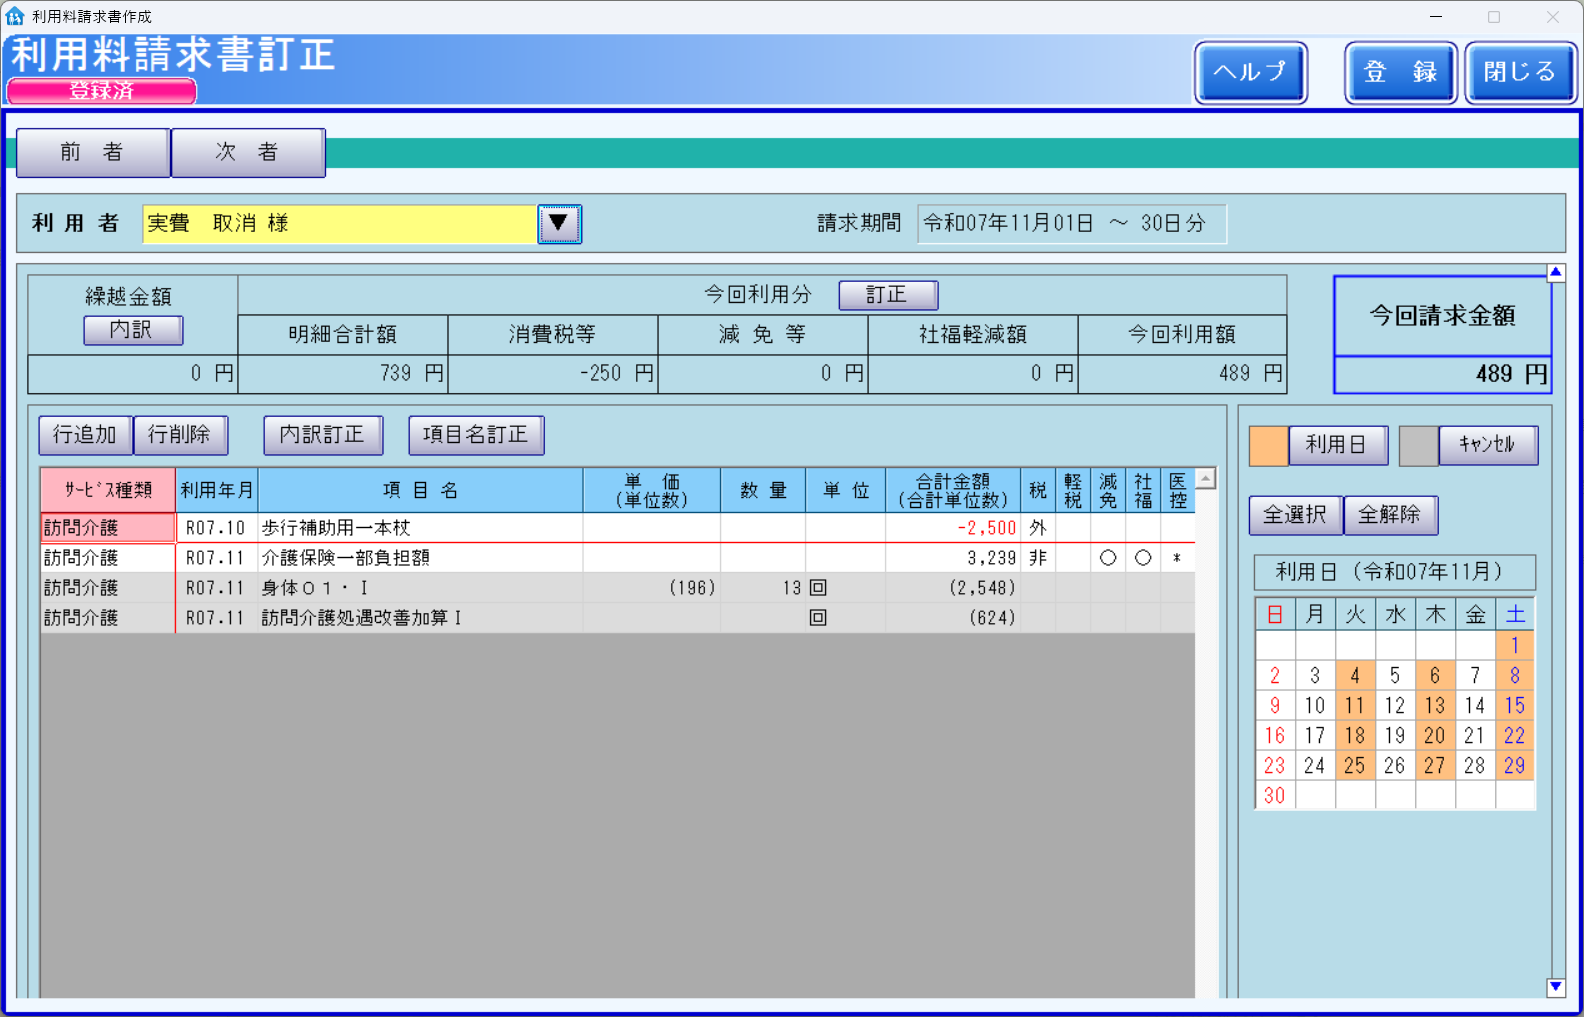 利用料請求書作成
利用料請求書訂正
登録済
ヘルプ
登　録
閉じる
前　者
次　者
利 用 者
実費　取消 様
▼
請求期間
令和07年11月01日 ～ 30日分
繰越金額
内訳
今回利用分
訂正
明細合計額
消費税等
減 免 等
社福軽減額
今回利用額
0 円
739 円
-250 円
0 円
0 円
489 円
今回請求金額
489 円
行追加
行削除
内訳訂正
項目名訂正
利用日
ｷｬﾝｾﾙ
全選択
全解除
ｻｰﾋﾞｽ種類
利用年月
項 目 名
単 価
(単位数)
数 量
単 位
合計金額
(合計単位数)
税
軽税
減免
社福
医控
訪問介護 R07.10 歩行補助用一本杖 -2,500 外
訪問介護 R07.11 介護保険一部負担額 3,239 非 ○ ○ *
訪問介護 R07.11 身体０１・Ⅰ (196) 13 回 (2,548)
訪問介護 R07.11 訪問介護処遇改善加算Ⅰ 回 (624)
利用日（令和07年11月）
日 月 火 水 木 金 土
1
2 3 4 5 6 7 8
9 10 11 12 13 14 15
16 17 18 19 20 21 22
23 24 25 26 27 28 29
30